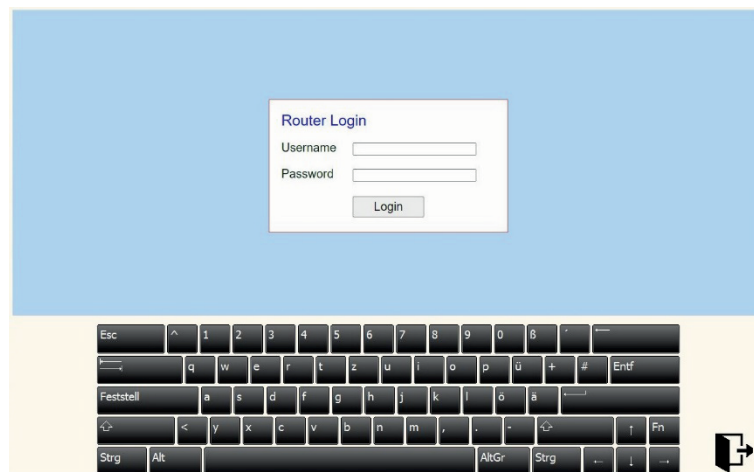 Router Login
Username
Password
Login
Esc ^ 1 2 3 4 5 6 7 8 9 0 ß ´
q w e r t z u i o p ü + # Entf
Feststell a s d f g h j k l ö ä
< y x c v b n m , . - ↑ Fn
Strg Alt AltGr Strg ← ↓ →